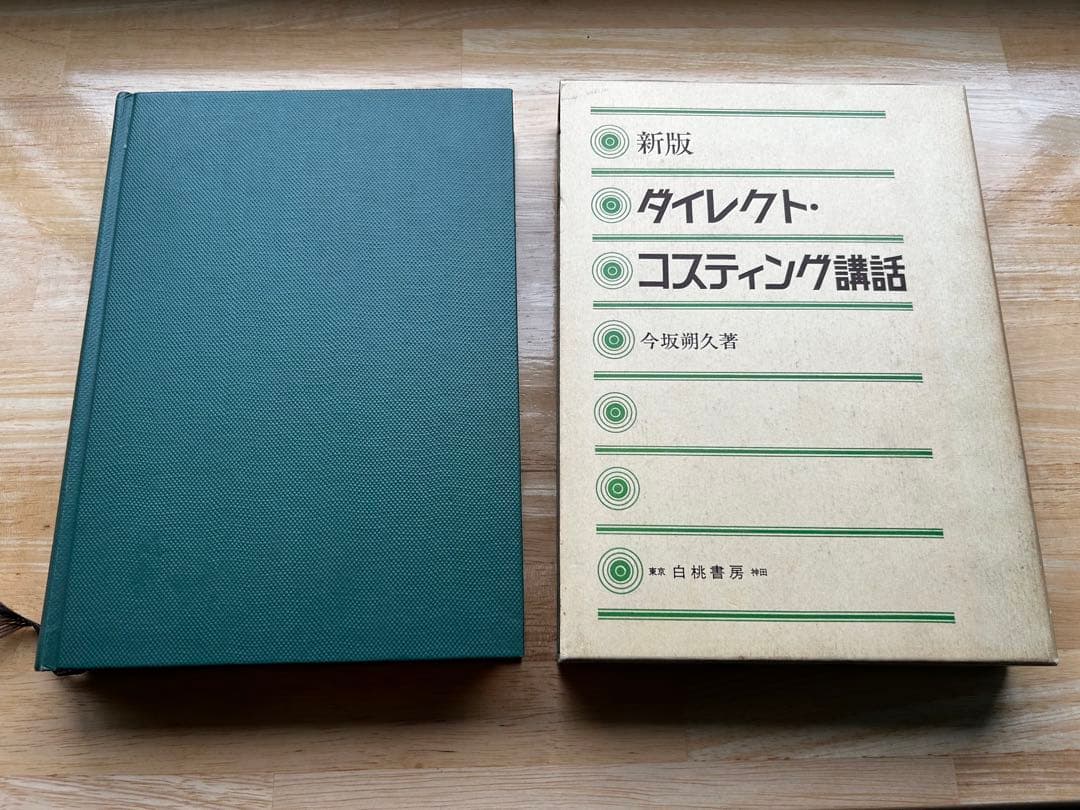 新版
ダイレクト・
コスティング講話
今坂朔久著
東京 白桃書房 神田